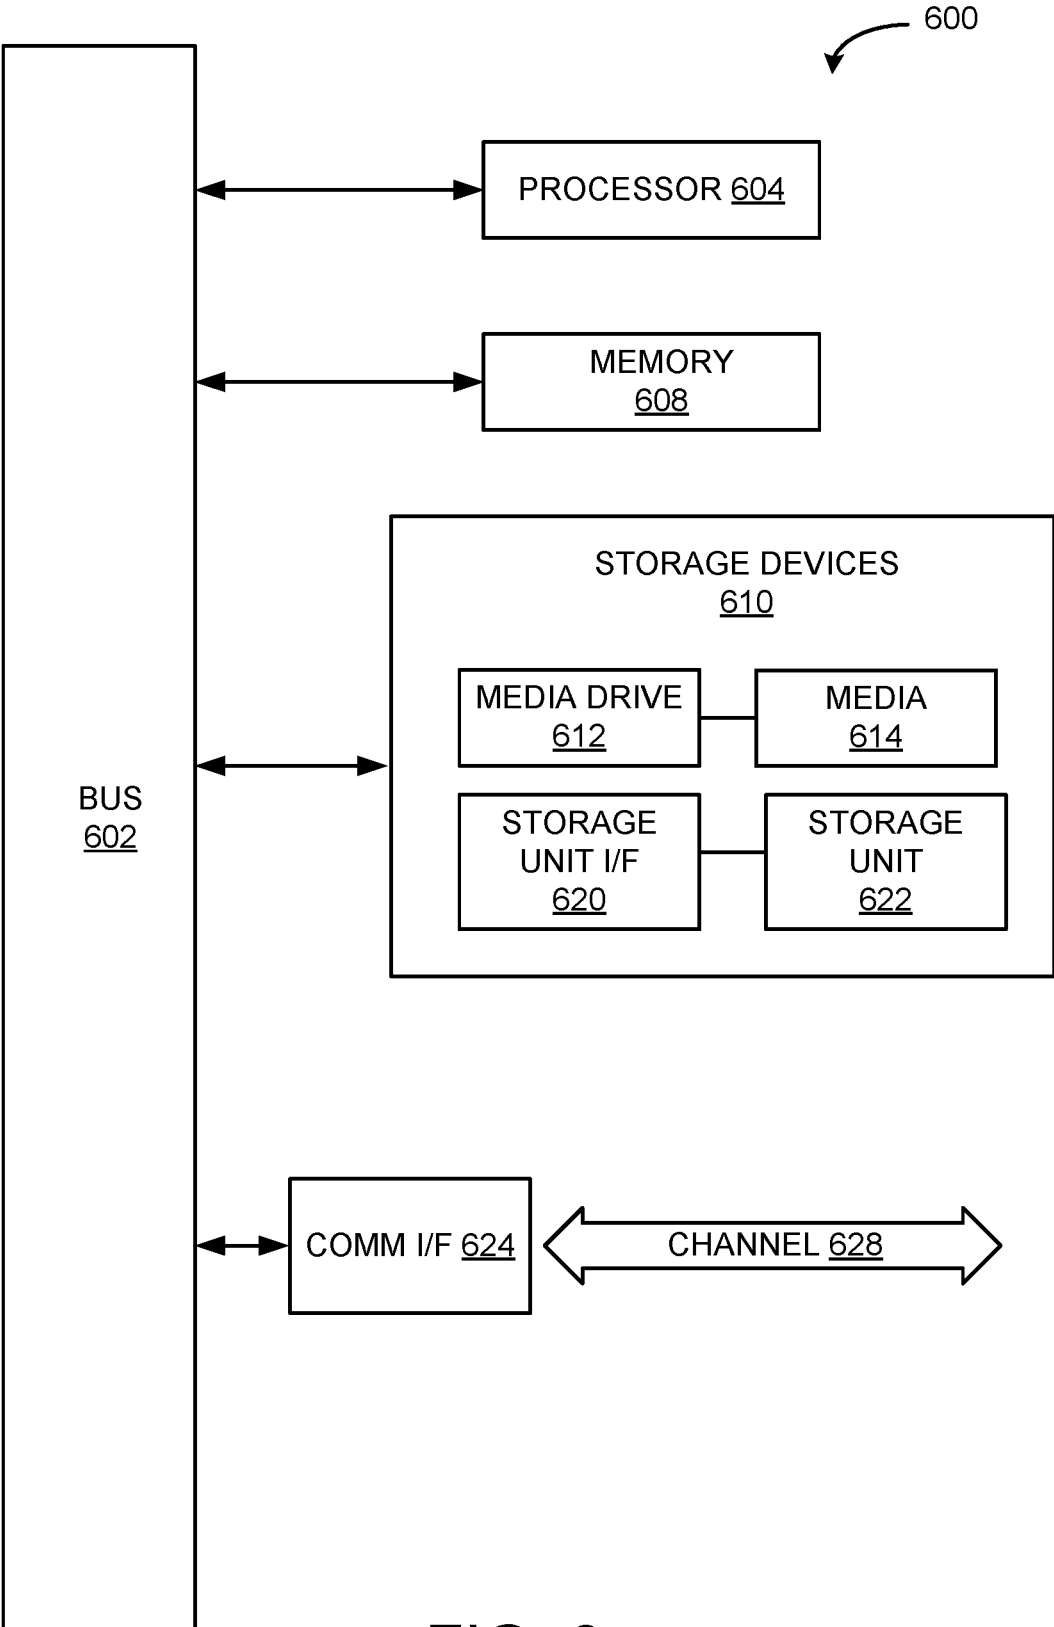 600
PROCESSOR 604
MEMORY
608
STORAGE DEVICES
610
MEDIA DRIVE
612
MEDIA
614
BUS
602
STORAGE
UNIT I/F
620
STORAGE
UNIT
622
COMM I/F 624
CHANNEL 628